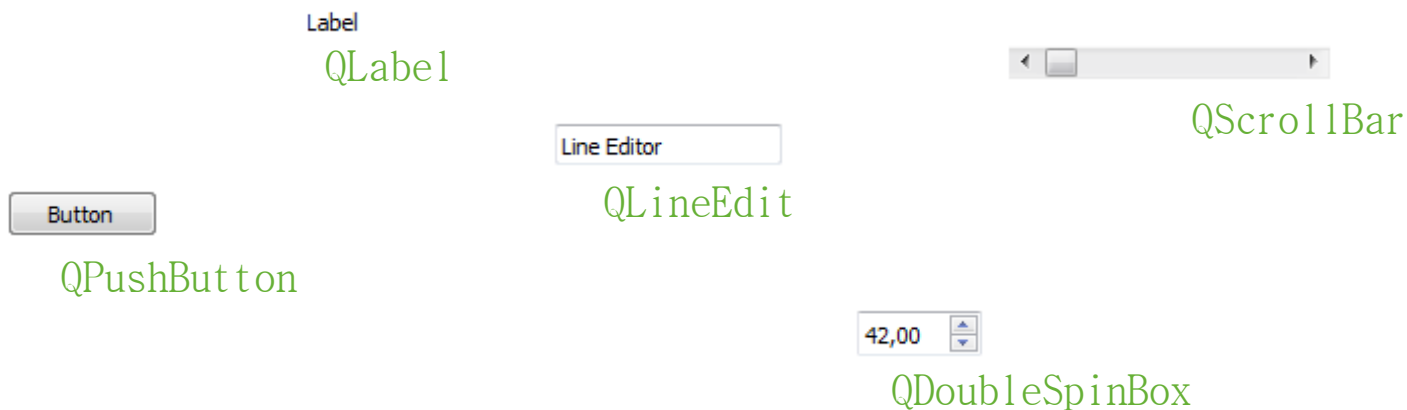 Label
QLabel
QScrollBar
Line Editor
QLineEdit
Button
QPushButton
42,00
QDoubleSpinBox